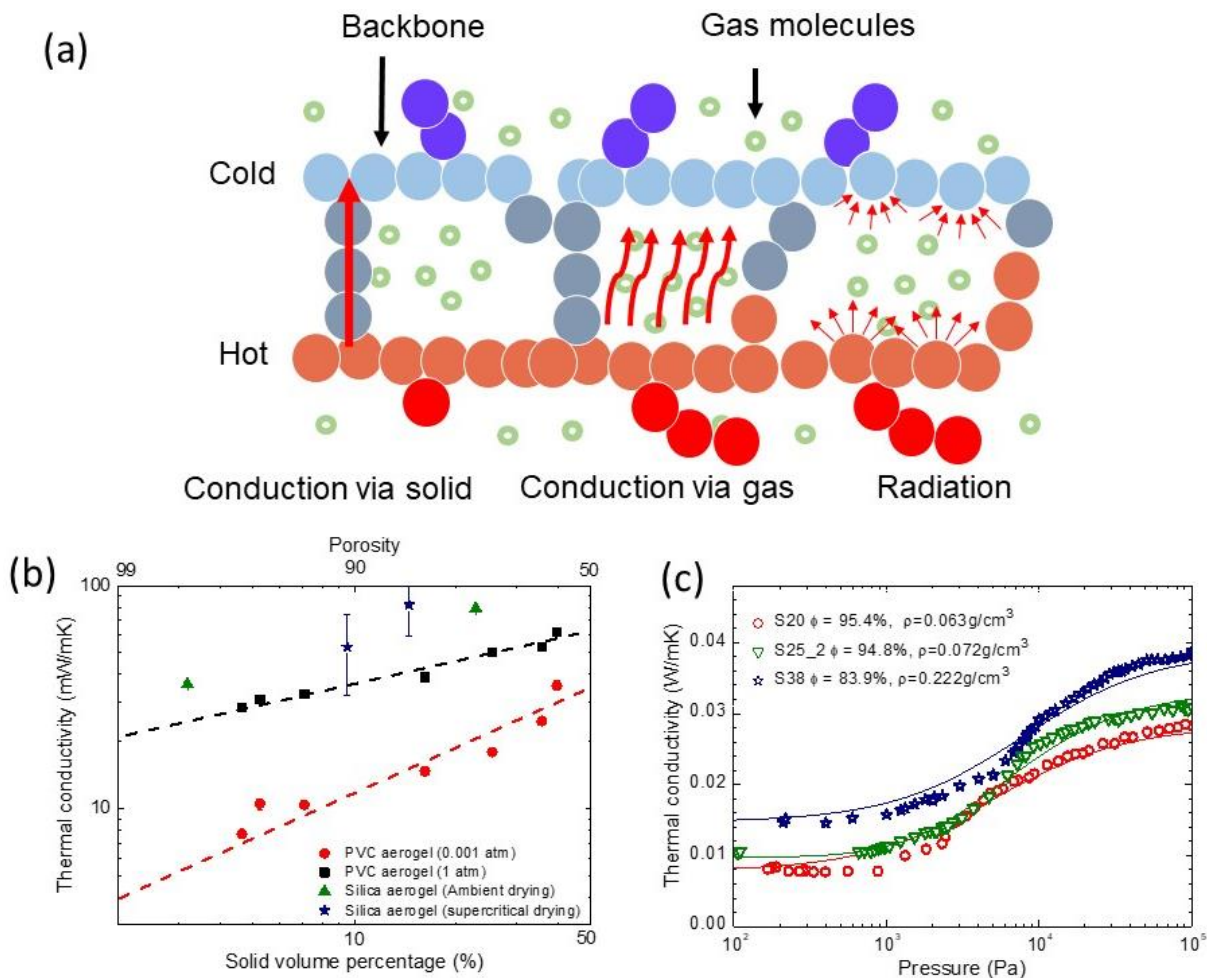 (a)
Backbone
Gas molecules
Cold
Hot
Conduction via solid
Conduction via gas
Radiation
(b)
Porosity
99
90
50
100
10
Thermal conductivity (mW/mK)
PVC aerogel (0.001 atm)
PVC aerogel (1 atm)
Silica aerogel (Ambient drying)
Silica aerogel (supercritical drying)
10
50
Solid volume percentage (%)
(c)
S20 ϕ = 95.4%, ρ=0.063g/cm³
S25_2 ϕ = 94.8%, ρ=0.072g/cm³
S38 ϕ = 83.9%, ρ=0.222g/cm³
0.04
0.03
0.02
0.01
0.00
Thermal conductivity (W/mK)
10²
10³
10⁴
10⁵
Pressure (Pa)